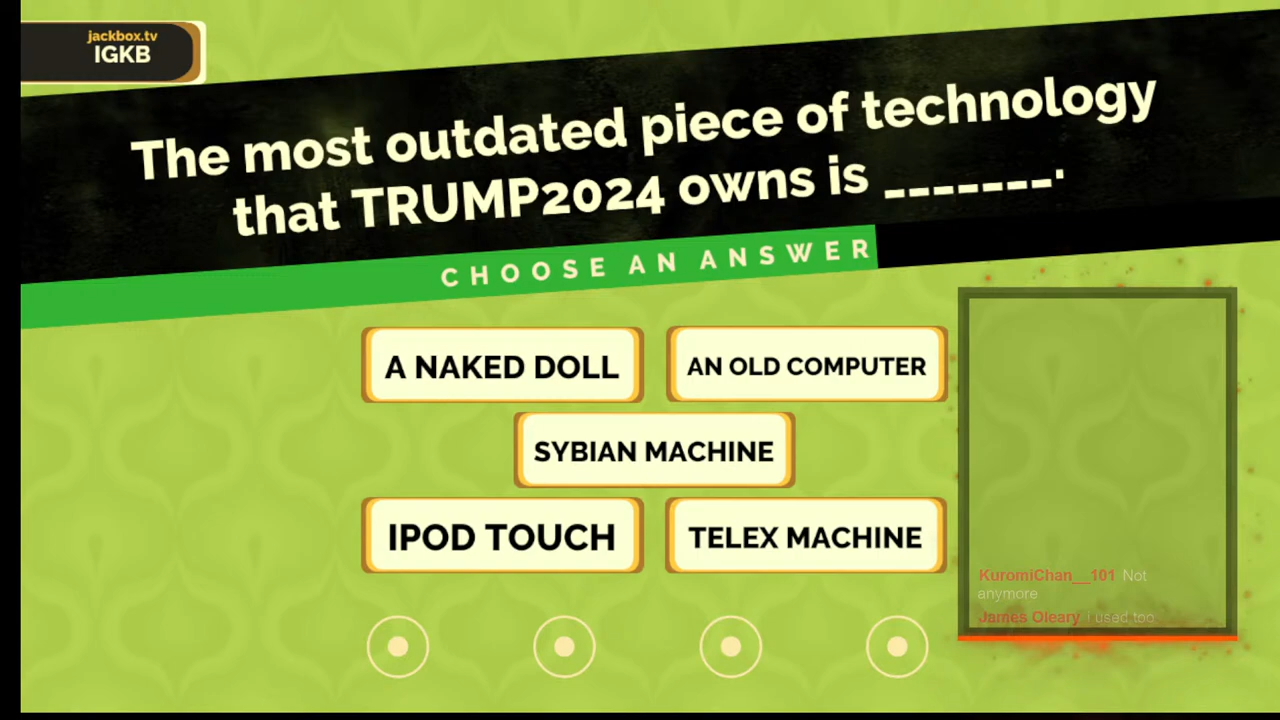 jackbox.tv
IGKB
The most outdated piece of technology
that TRUMP2024 owns is _______.
CHOOSE AN ANSWER
A NAKED DOLL
AN OLD COMPUTER
SYBIAN MACHINE
IPOD TOUCH
TELEX MACHINE
KuromiChan__101 Not
anymore
James Oleary i used too